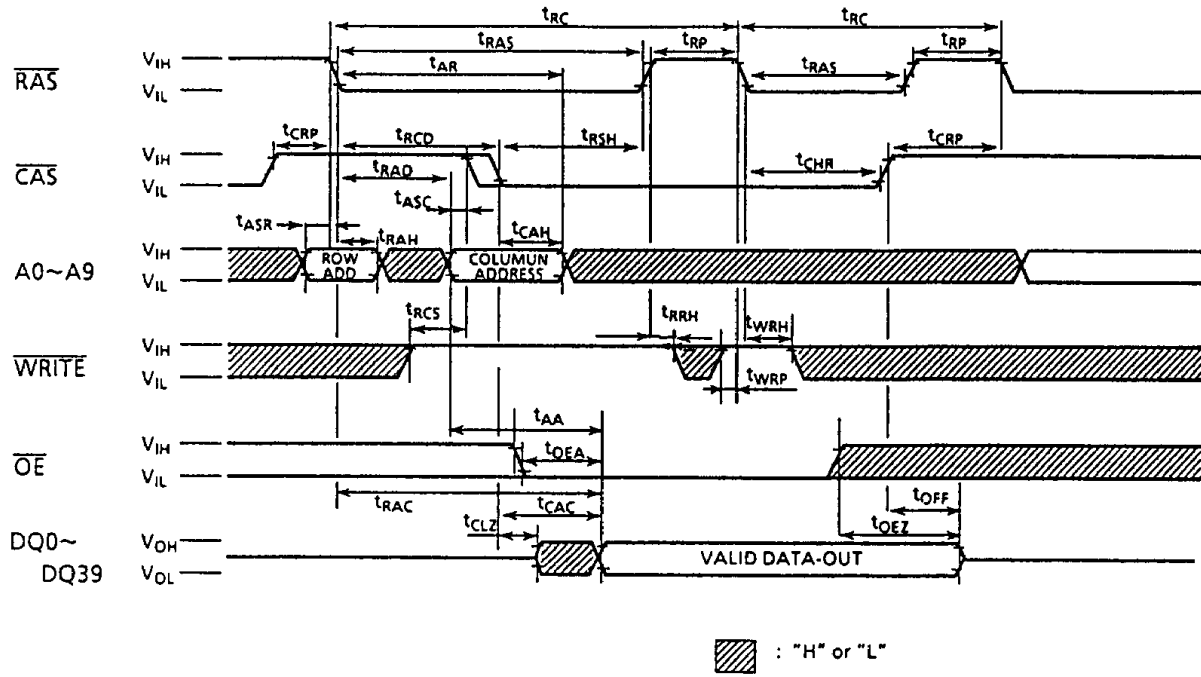 tRC tRC
tRAS tRP tRP
RAS VIH tAR tRAS
VIL
tCRP tRCD tRSH tCRP
CAS VIH tRAD tCHR
VIL
tASC
tASR tRAH tCAH
A0~A9 VIH ROW ADD COLUMUN ADDRESS
VIL
tRCS tRRH tWRH
WRITE VIH
VIL tWRP
tAA
OE VIH tOEA
VIL
tRAC tCAC tOFF
tCLZ tOEZ
DQ0~ VOH VALID DATA-OUT
DQ39 VOL
: "H" or "L"